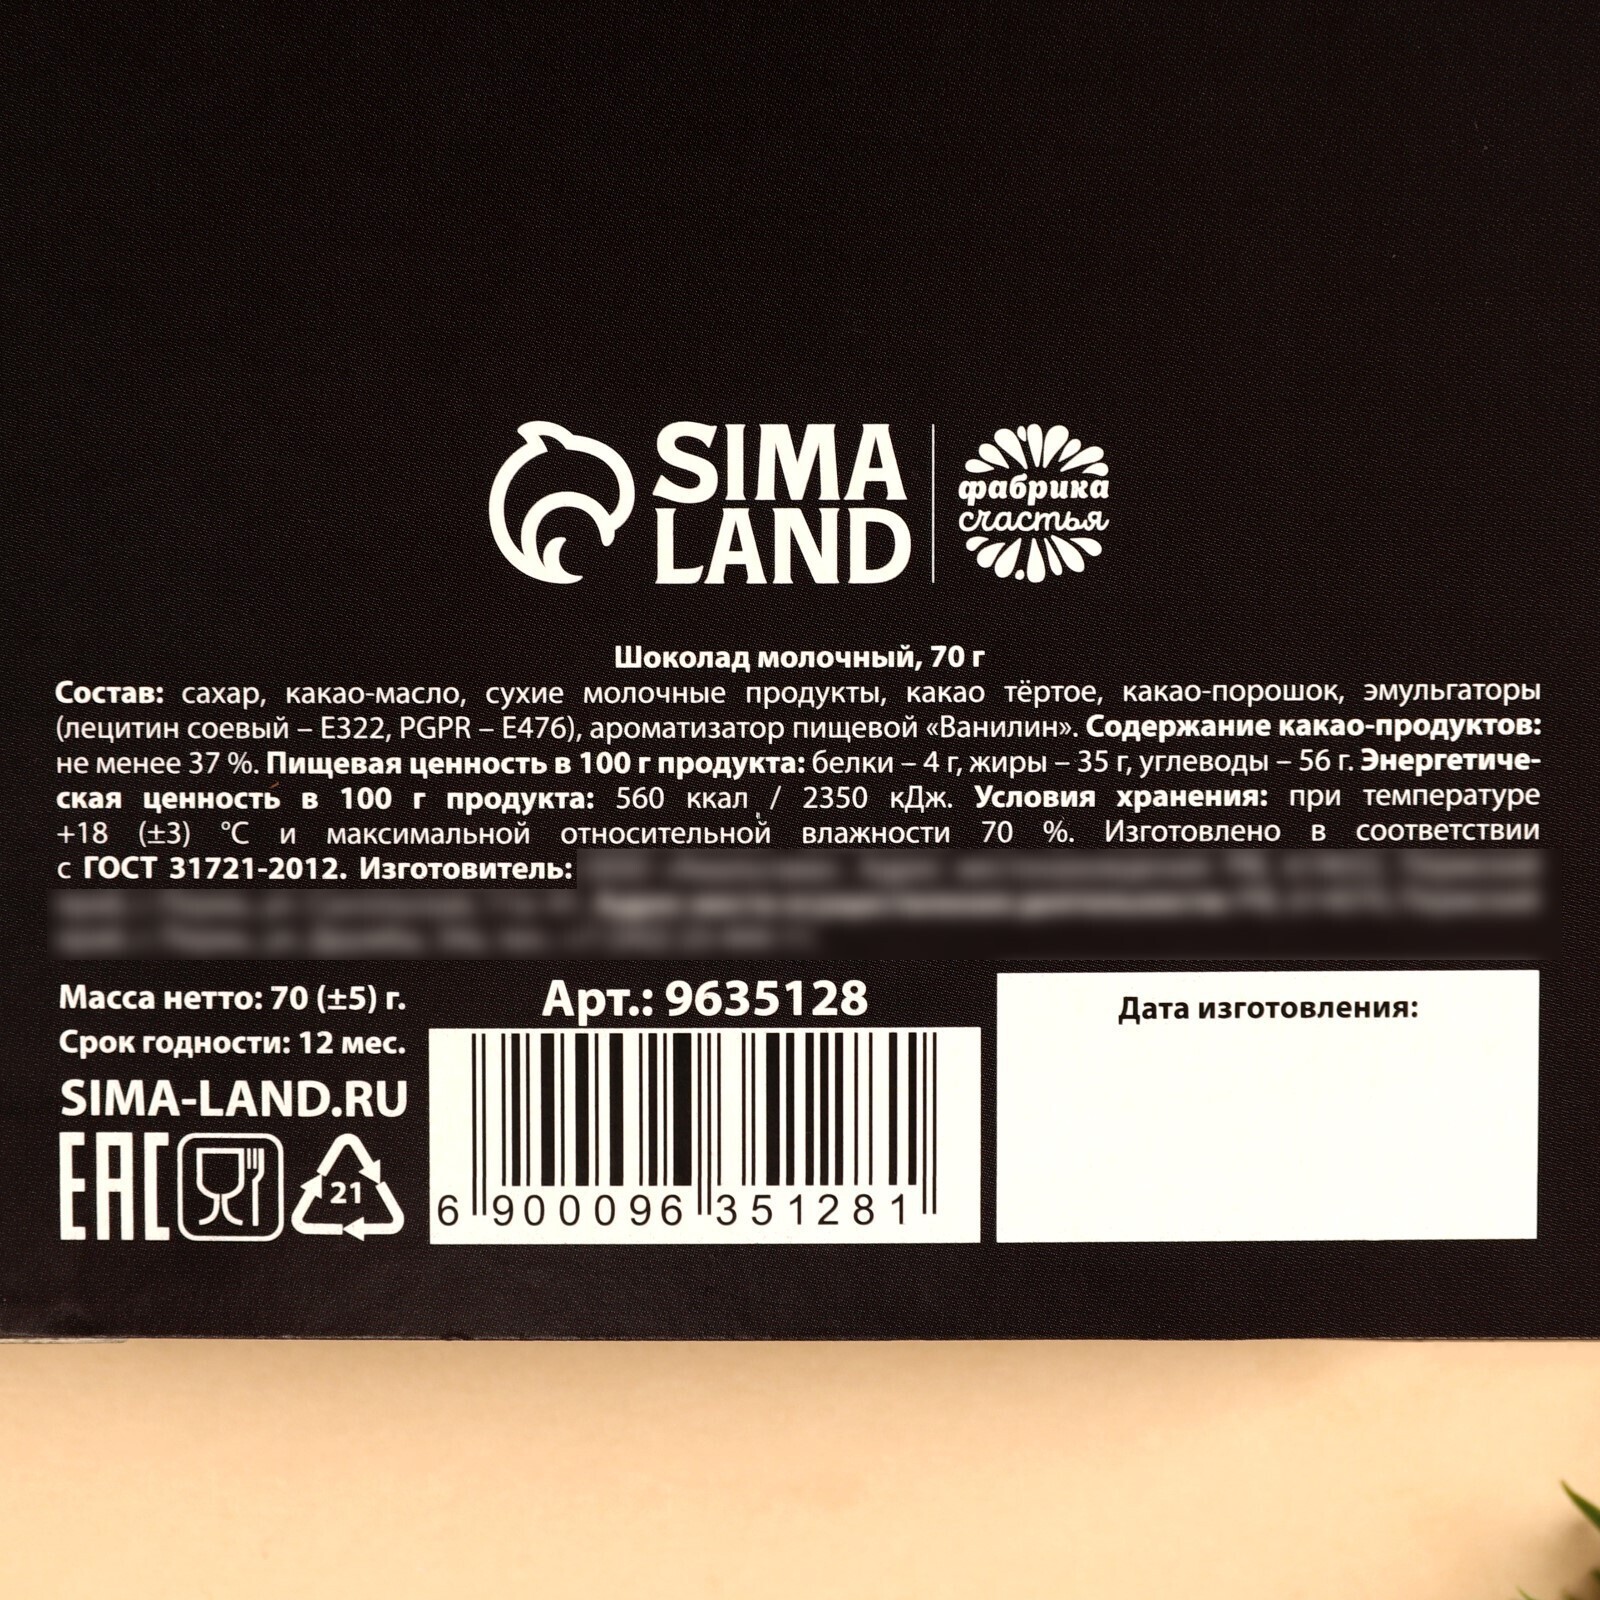 SIMA
LAND
фабрика
счастья
Шоколад молочный, 70 г
Состав: сахар, какао-масло, сухие молочные продукты, какао тёртое, какао-порошок, эмульгаторы
(лецитин соевый – Е322, PGPR – Е476), ароматизатор пищевой «Ванилин». Содержание какао-продуктов:
не менее 37 %. Пищевая ценность в 100 г продукта: белки – 4 г, жиры – 35 г, углеводы – 56 г. Энергетиче-
ская ценность в 100 г продукта: 560 ккал / 2350 кДж. Условия хранения: при температуре
+18 (±3) °С и максимальной относительной влажности 70 %. Изготовлено в соответствии
с ГОСТ 31721-2012. Изготовитель:
Масса нетто: 70 (±5) г.
Срок годности: 12 мес.
SIMA-LAND.RU
EAC
21
Арт.: 9635128
6 900096 351281
Дата изготовления: